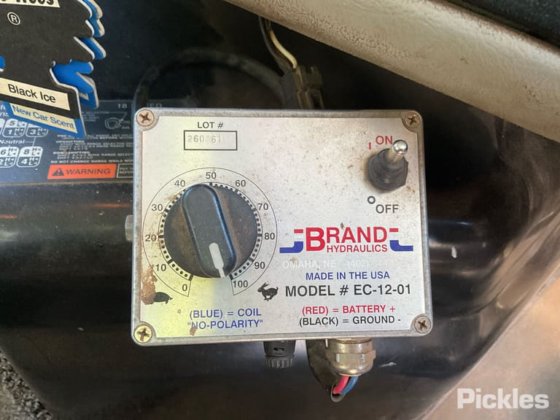 ®
Black Ice
New Car Scent
WARNING
LOT #
ON
OFF
0
10
20
30
40
50
60
70
80
90
100
BRAND
HYDRAULICS
OMAHA, NE
MADE IN THE USA
MODEL # EC-12-01
(BLUE) = COIL
"NO-POLARITY"
(RED) = BATTERY +
(BLACK) = GROUND -
Pickles